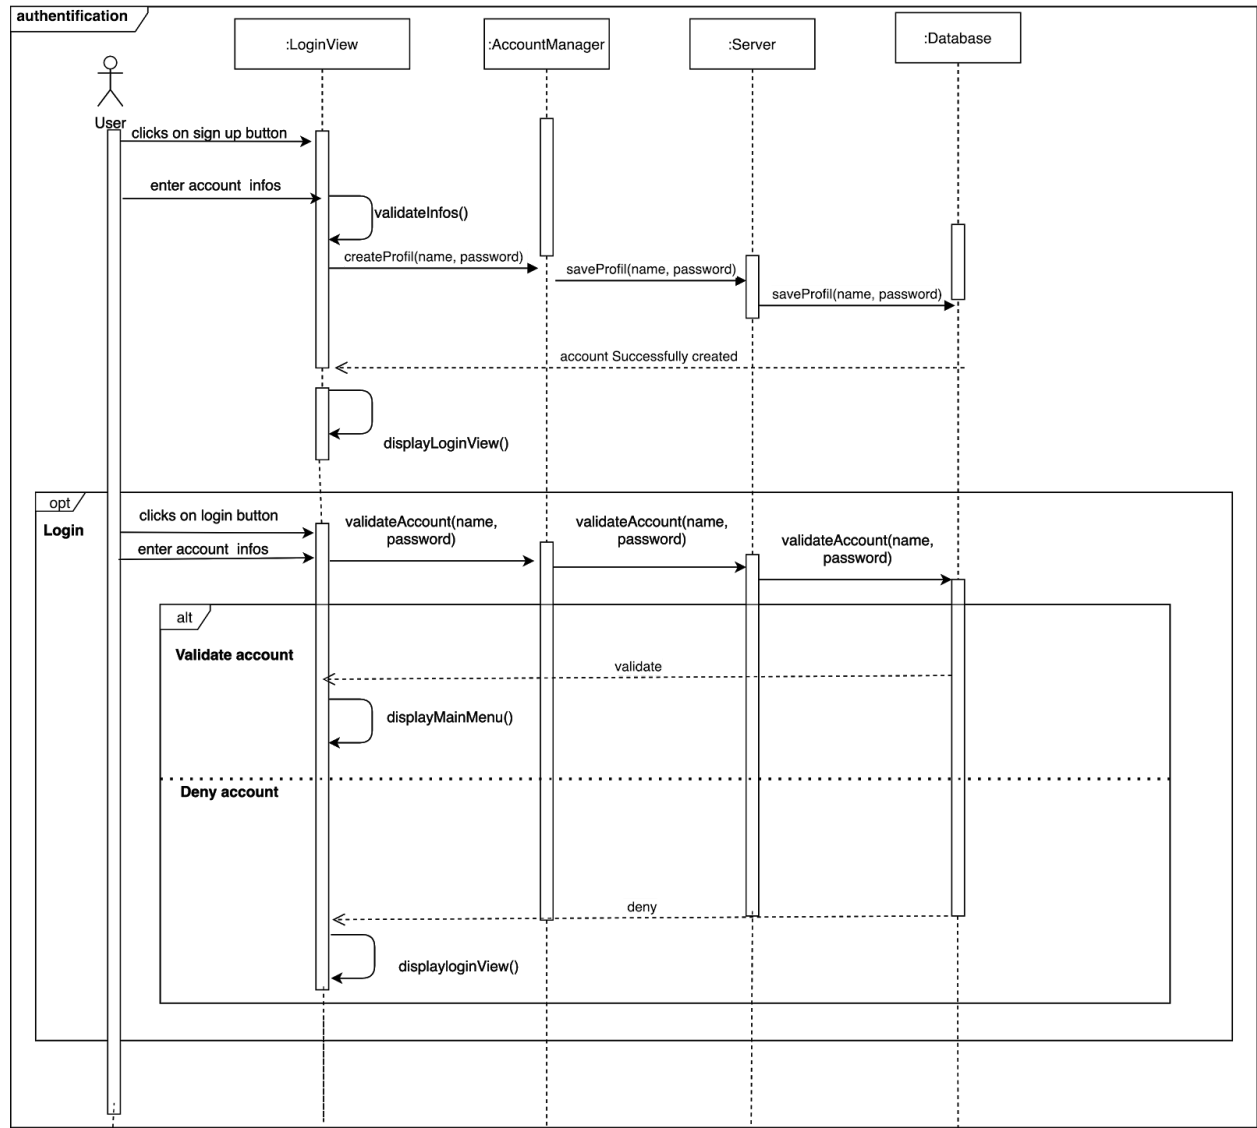 authentification
:LoginView
:AccountManager
:Server
:Database
User
clicks on sign up button
enter account infos
validateInfos()
createProfil(name, password)
saveProfil(name, password)
saveProfil(name, password)
account Successfully created
displayLoginView()
opt
Login
clicks on login button
enter account infos
validateAccount(name,
password)
validateAccount(name,
password)
validateAccount(name,
password)
alt
Validate account
validate
displayMainMenu()
Deny account
deny
displayloginView()